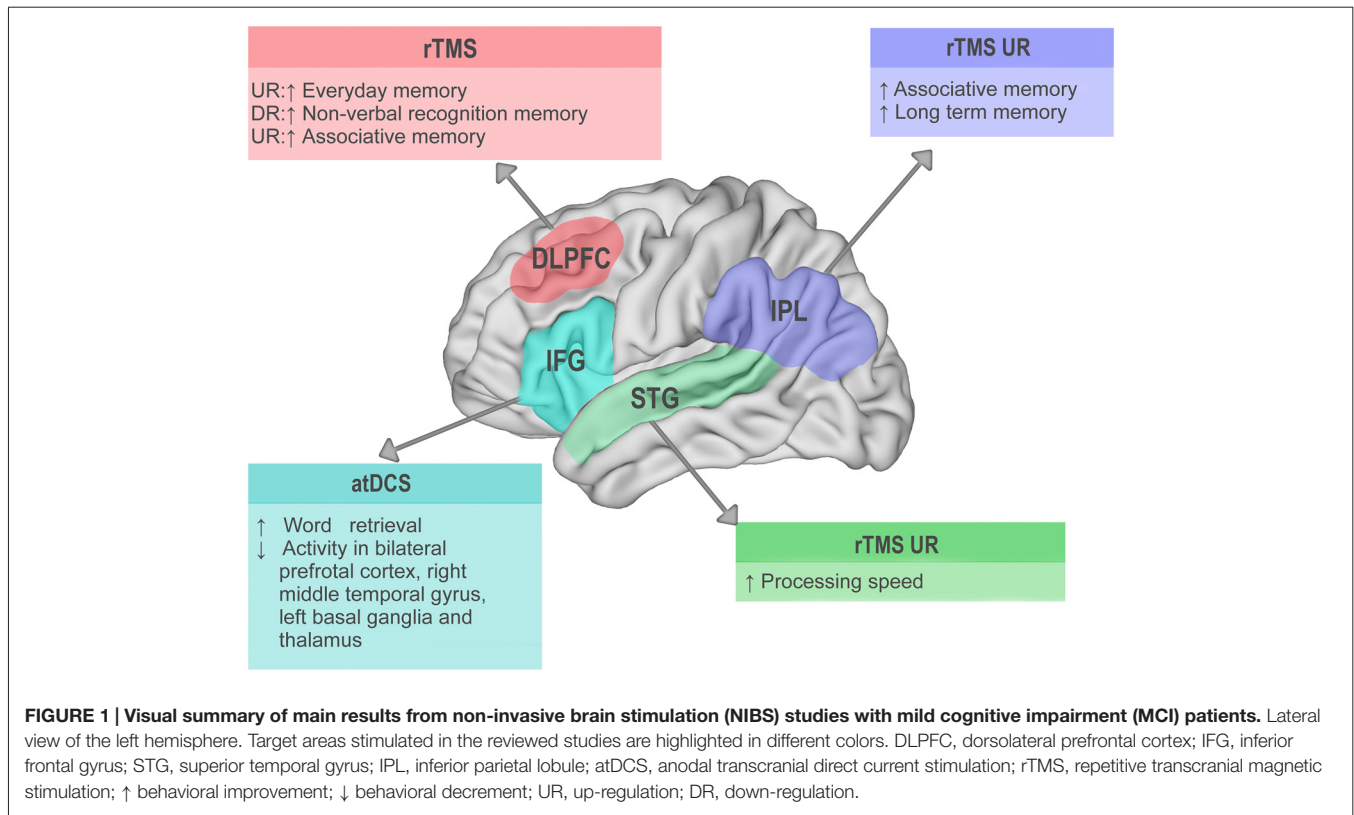 rTMS
UR:↑ Everyday memory
DR:↑ Non-verbal recognition memory
UR:↑ Associative memory
rTMS UR
↑ Associative memory
↑ Long term memory
DLPFC
IPL
IFG
STG
atDCS
↑ Word retrieval
↓ Activity in bilateral
prefrotal cortex, right
middle temporal gyrus,
left basal ganglia and
thalamus
rTMS UR
↑ Processing speed
FIGURE 1 | Visual summary of main results from non-invasive brain stimulation (NIBS) studies with mild cognitive impairment (MCI) patients. Lateral
view of the left hemisphere. Target areas stimulated in the reviewed studies are highlighted in different colors. DLPFC, dorsolateral prefrontal cortex; IFG, inferior
frontal gyrus; STG, superior temporal gyrus; IPL, inferior parietal lobule; atDCS, anodal transcranial direct current stimulation; rTMS, repetitive transcranial magnetic
stimulation; ↑ behavioral improvement; ↓ behavioral decrement; UR, up-regulation; DR, down-regulation.